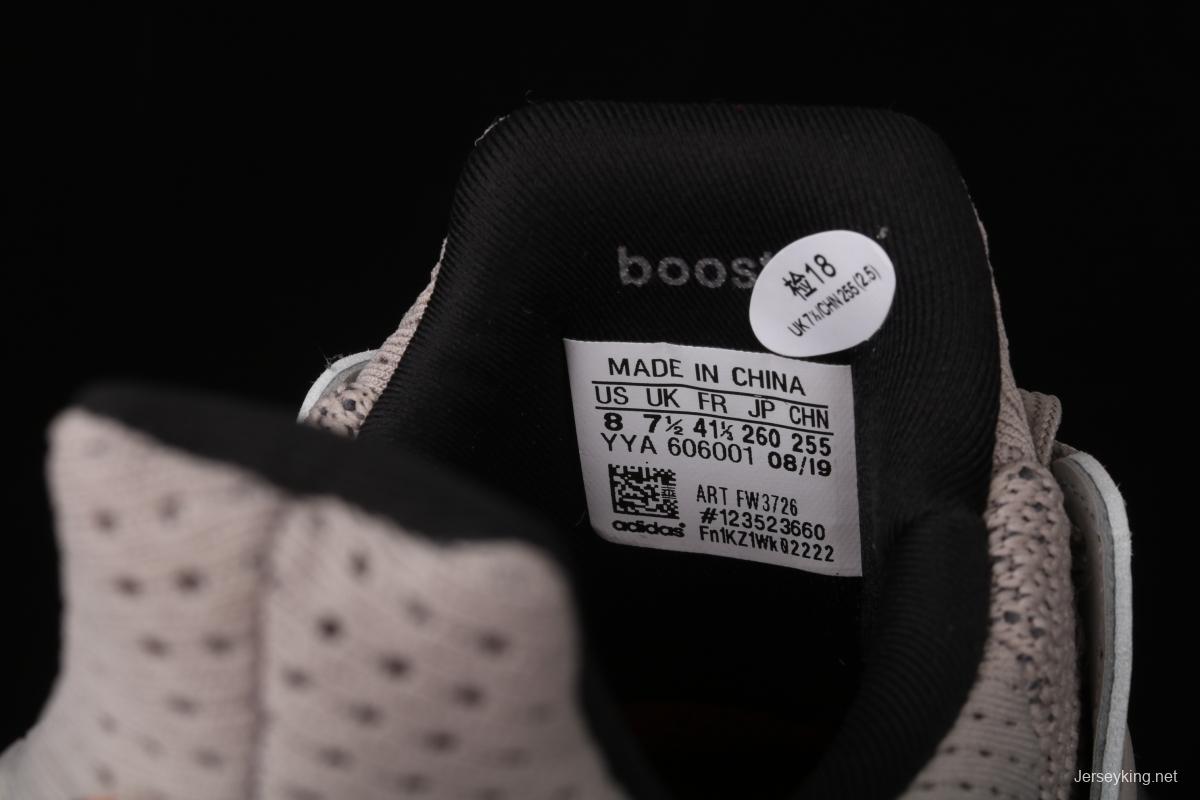 boost
检18
UK7½/CHN255(2.5)
MADE IN CHINA
US UK FR JP CHN
8 7½ 41⅓ 260 255
YYA 606001 08/19
ART FW3726
#123523660
adidas
Fn1KZ1WkQ2222
Jerseyking.net